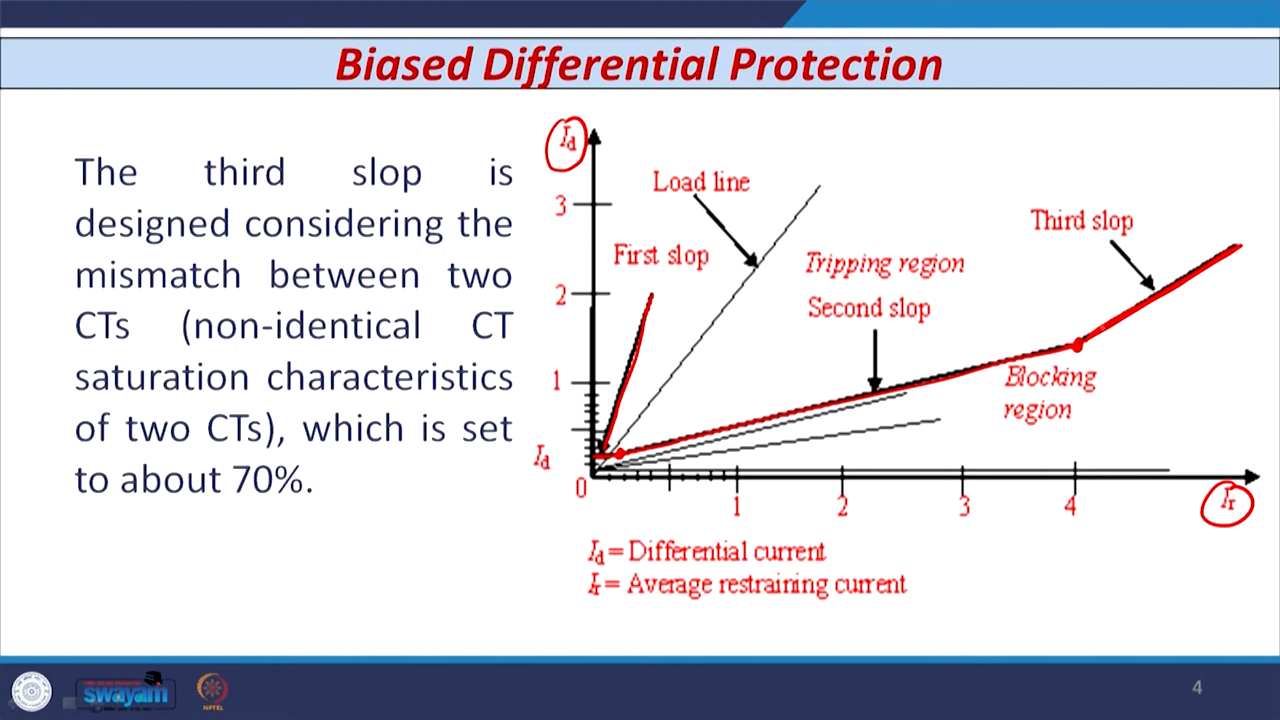 Biased Differential Protection
The third slop is
designed considering the
mismatch between two
CTs (non-identical CT
saturation characteristics
of two CTs), which is set
to about 70%.
Id
Load line
3
Third slop
First slop
Tripping region
2
Second slop
1
Blocking
region
Id
0
1 2 3 4
Ir
Id = Differential current
Ir = Average restraining current
swayam
NPTEL
4